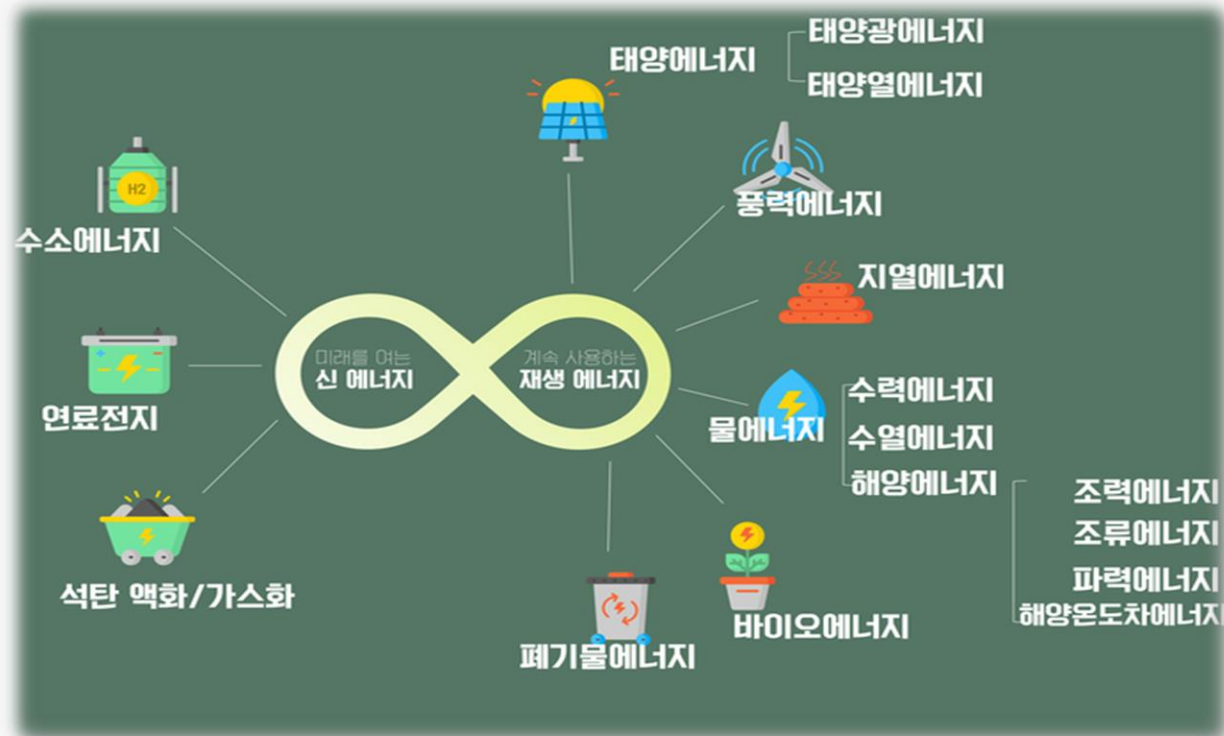 태양에너지
태양광에너지
태양열에너지
풍력에너지
지열에너지
물에너지
수력에너지
수열에너지
해양에너지
조력에너지
조류에너지
파력에너지
해양온도차에너지
바이오에너지
폐기물에너지
계속 사용하는
재생 에너지
미래를 여는
신 에너지
H2
수소에너지
연료전지
석탄 액화/가스화